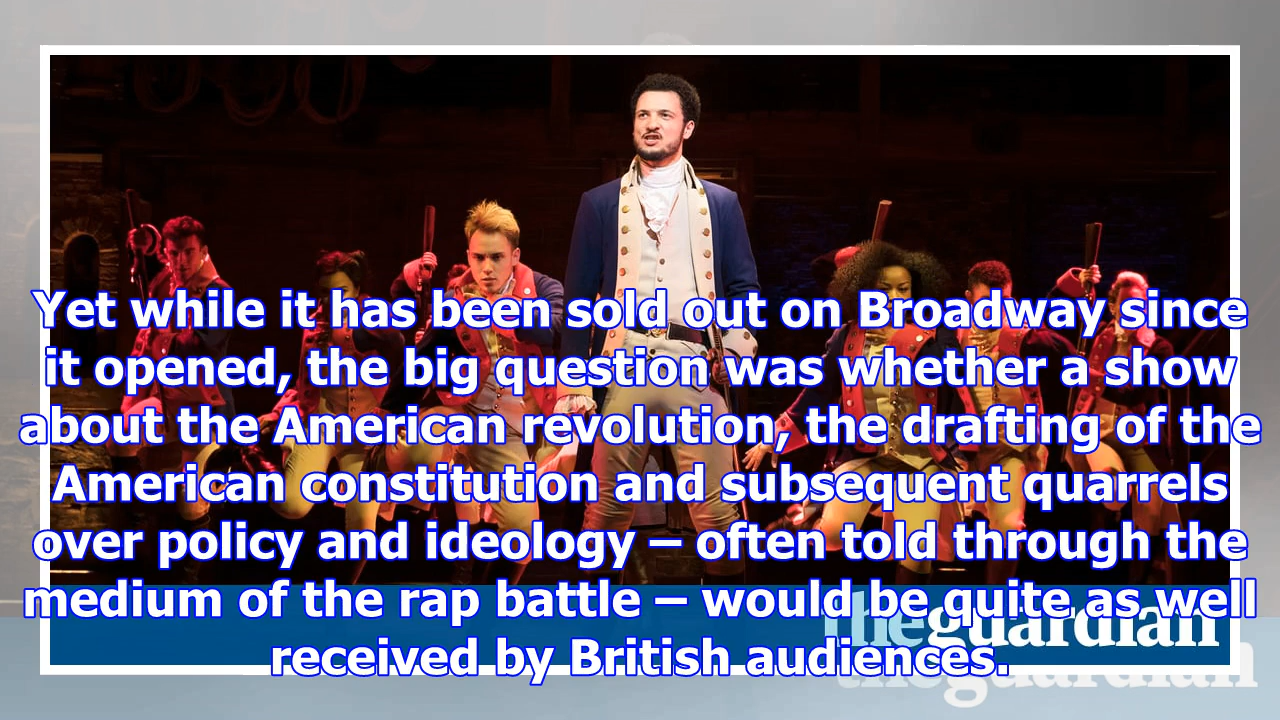 Yet while it has been sold out on Broadway since
it opened, the big question was whether a show
about the American revolution, the drafting of the
American constitution and subsequent quarrels
over policy and ideology – often told through the
medium of the rap battle – would be quite as well
received by British audiences.
theguardian
theguardian